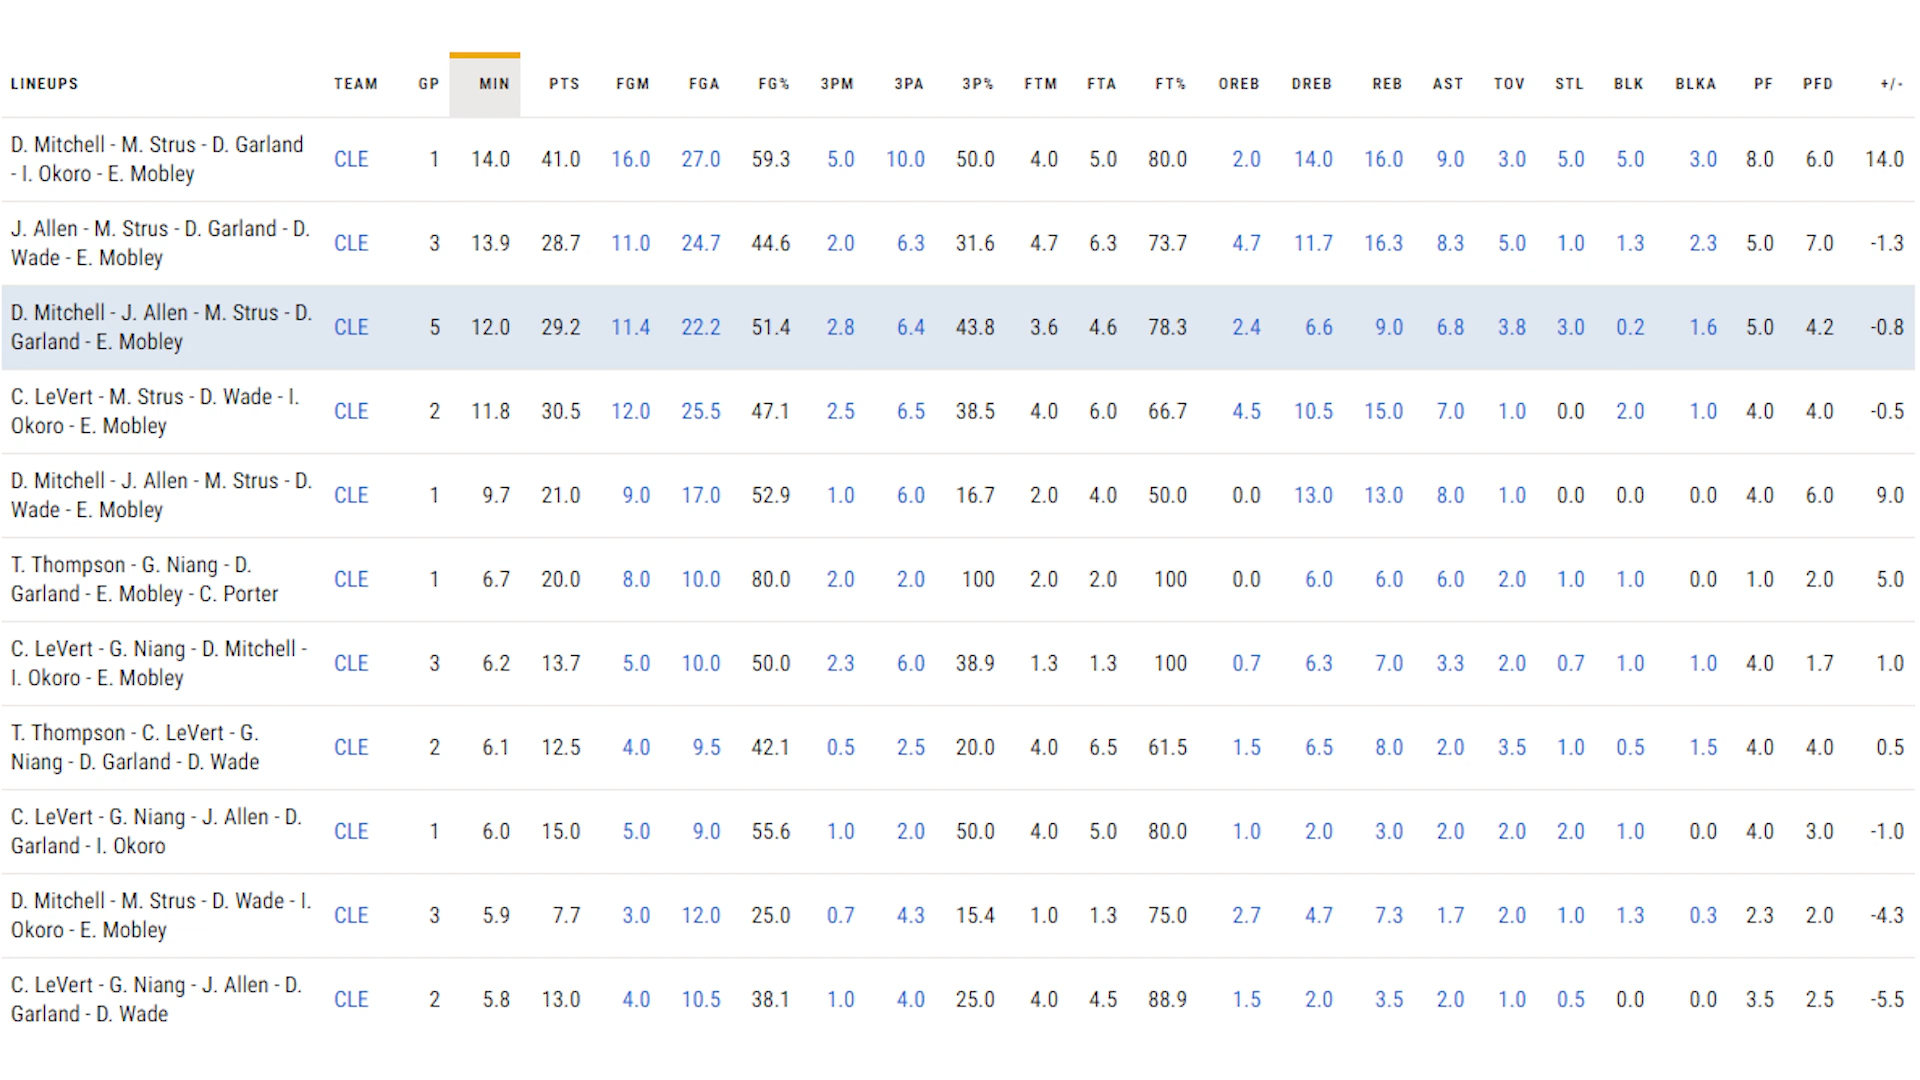 LINEUPS TEAM GP MIN PTS FGM FGA FG% 3PM 3PA 3P% FTM FTA FT% OREB DREB REB AST TOV STL BLK BLKA PF PFD +/-
D. Mitchell - M. Strus - D. Garland
- I. Okoro - E. Mobley
CLE 1 14.0 41.0 16.0 27.0 59.3 5.0 10.0 50.0 4.0 5.0 80.0 2.0 14.0 16.0 9.0 3.0 5.0 5.0 3.0 8.0 6.0 14.0
J. Allen - M. Strus - D. Garland - D.
Wade - E. Mobley
CLE 3 13.9 28.7 11.0 24.7 44.6 2.0 6.3 31.6 4.7 6.3 73.7 4.7 11.7 16.3 8.3 5.0 1.0 1.3 2.3 5.0 7.0 -1.3
D. Mitchell - J. Allen - M. Strus - D.
Garland - E. Mobley
CLE 5 12.0 29.2 11.4 22.2 51.4 2.8 6.4 43.8 3.6 4.6 78.3 2.4 6.6 9.0 6.8 3.8 3.0 0.2 1.6 5.0 4.2 -0.8
C. LeVert - M. Strus - D. Wade - I.
Okoro - E. Mobley
CLE 2 11.8 30.5 12.0 25.5 47.1 2.5 6.5 38.5 4.0 6.0 66.7 4.5 10.5 15.0 7.0 1.0 0.0 2.0 1.0 4.0 4.0 -0.5
D. Mitchell - J. Allen - M. Strus - D.
Wade - E. Mobley
CLE 1 9.7 21.0 9.0 17.0 52.9 1.0 6.0 16.7 2.0 4.0 50.0 0.0 13.0 13.0 8.0 1.0 0.0 0.0 0.0 4.0 6.0 9.0
T. Thompson - G. Niang - D.
Garland - E. Mobley - C. Porter
CLE 1 6.7 20.0 8.0 10.0 80.0 2.0 2.0 100 2.0 2.0 100 0.0 6.0 6.0 6.0 2.0 1.0 1.0 0.0 1.0 2.0 5.0
C. LeVert - G. Niang - D. Mitchell -
I. Okoro - E. Mobley
CLE 3 6.2 13.7 5.0 10.0 50.0 2.3 6.0 38.9 1.3 1.3 100 0.7 6.3 7.0 3.3 2.0 0.7 1.0 1.0 4.0 1.7 1.0
T. Thompson - C. LeVert - G.
Niang - D. Garland - D. Wade
CLE 2 6.1 12.5 4.0 9.5 42.1 0.5 2.5 20.0 4.0 6.5 61.5 1.5 6.5 8.0 2.0 3.5 1.0 0.5 1.5 4.0 4.0 0.5
C. LeVert - G. Niang - J. Allen - D.
Garland - I. Okoro
CLE 1 6.0 15.0 5.0 9.0 55.6 1.0 2.0 50.0 4.0 5.0 80.0 1.0 2.0 3.0 2.0 2.0 2.0 1.0 0.0 4.0 3.0 -1.0
D. Mitchell - M. Strus - D. Wade - I.
Okoro - E. Mobley
CLE 3 5.9 7.7 3.0 12.0 25.0 0.7 4.3 15.4 1.0 1.3 75.0 2.7 4.7 7.3 1.7 2.0 1.0 1.3 0.3 2.3 2.0 -4.3
C. LeVert - G. Niang - J. Allen - D.
Garland - D. Wade
CLE 2 5.8 13.0 4.0 10.5 38.1 1.0 4.0 25.0 4.0 4.5 88.9 1.5 2.0 3.5 2.0 1.0 0.5 0.0 0.0 3.5 2.5 -5.5